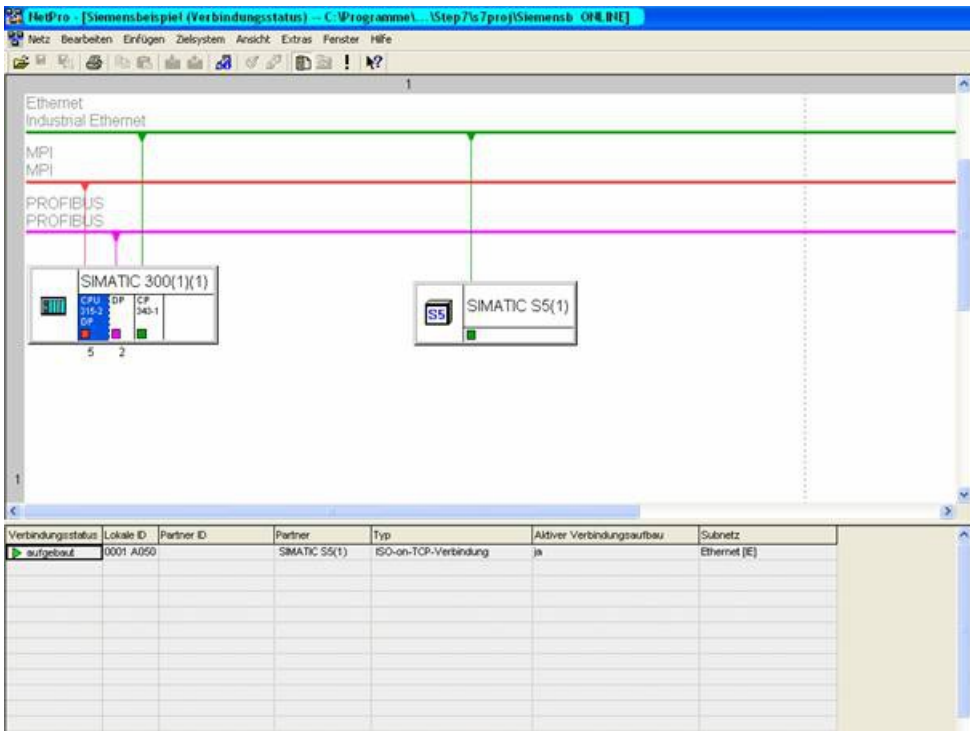 NetPro - [Siemensbeispiel (Verbindungsstatus) -- C:\Programme\...\Step7\s7proj\Siemensb ONLINE]
Netz Bearbeiten Einfügen Zielsystem Ansicht Extras Fenster Hilfe
1
Ethernet
Industrial Ethernet
MPI
MPI
PROFIBUS
PROFIBUS
SIMATIC 300(1)(1)
CPU 315-2 DP
DP
CP 343-1
5 2
S5
SIMATIC S5(1)
1
Verbindungsstatus Lokale ID Partner ID Partner Typ Aktiver Verbindungsaufbau Subnetz
aufgebaut 0001 A050 SIMATIC S5(1) ISO-on-TCP-Verbindung ja Ethernet [IE]